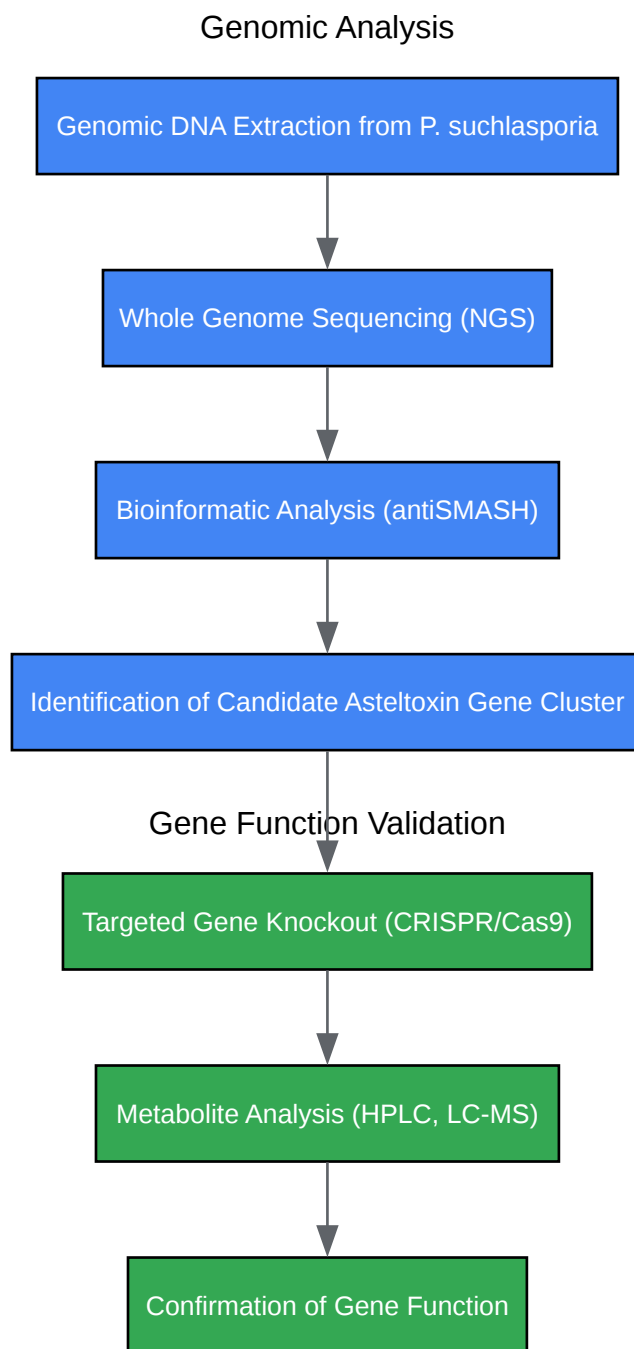 Genomic Analysis
Genomic DNA Extraction from P. suchlasporia
Whole Genome Sequencing (NGS)
Bioinformatic Analysis (antiSMASH)
Identification of Candidate Asteltoxin Gene Cluster
Gene Function Validation
Targeted Gene Knockout (CRISPR/Cas9)
Metabolite Analysis (HPLC, LC-MS)
Confirmation of Gene Function